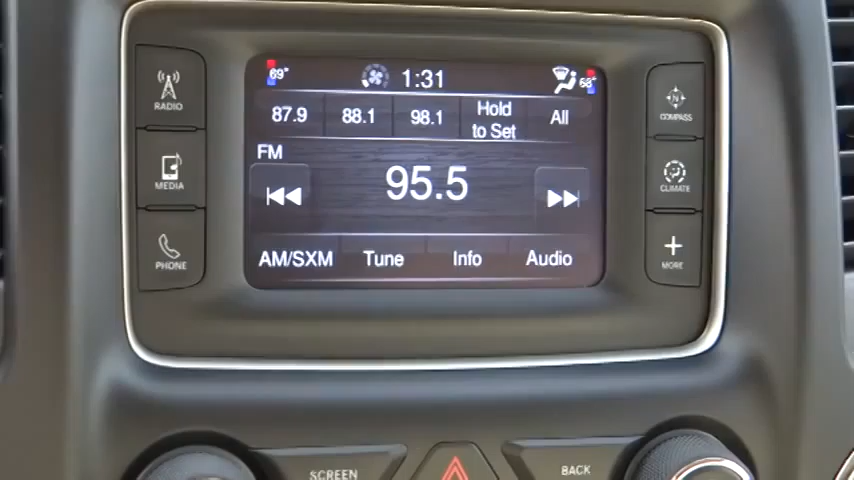 69°
1:31
68°
RADIO
87.9
88.1
98.1
Hold
to Set
All
COMPASS
N
FM
MEDIA
95.5
CLIMATE
PHONE
AM/SXM
Tune
Info
Audio
MORE
SCREEN
BACK